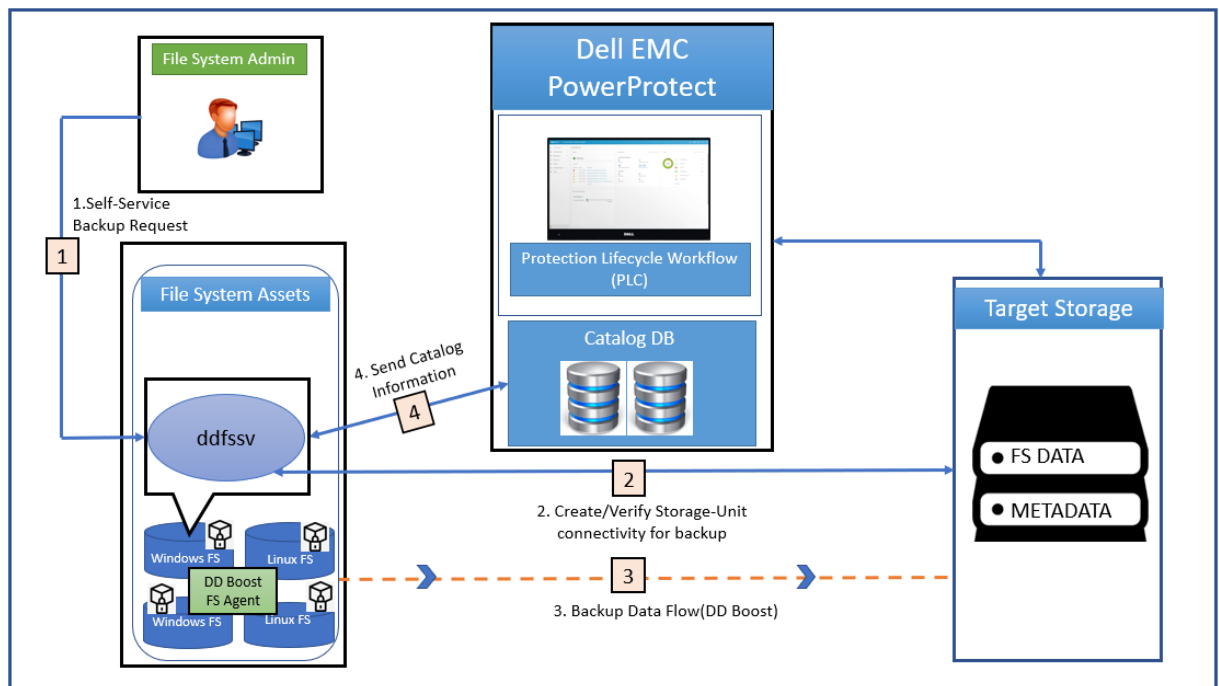 File System Admin
1.Self-Service
Backup Request
1
File System Assets
ddfssv
Windows FS
Linux FS
DD Boost
FS Agent
Windows FS
Linux FS
4. Send Catalog
Information
4
Dell EMC
PowerProtect
DELL
Protection Lifecycle Workflow
(PLC)
Catalog DB
2
2. Create/Verify Storage-Unit
connectivity for backup
3
3. Backup Data Flow(DD Boost)
Target Storage
FS DATA
METADATA